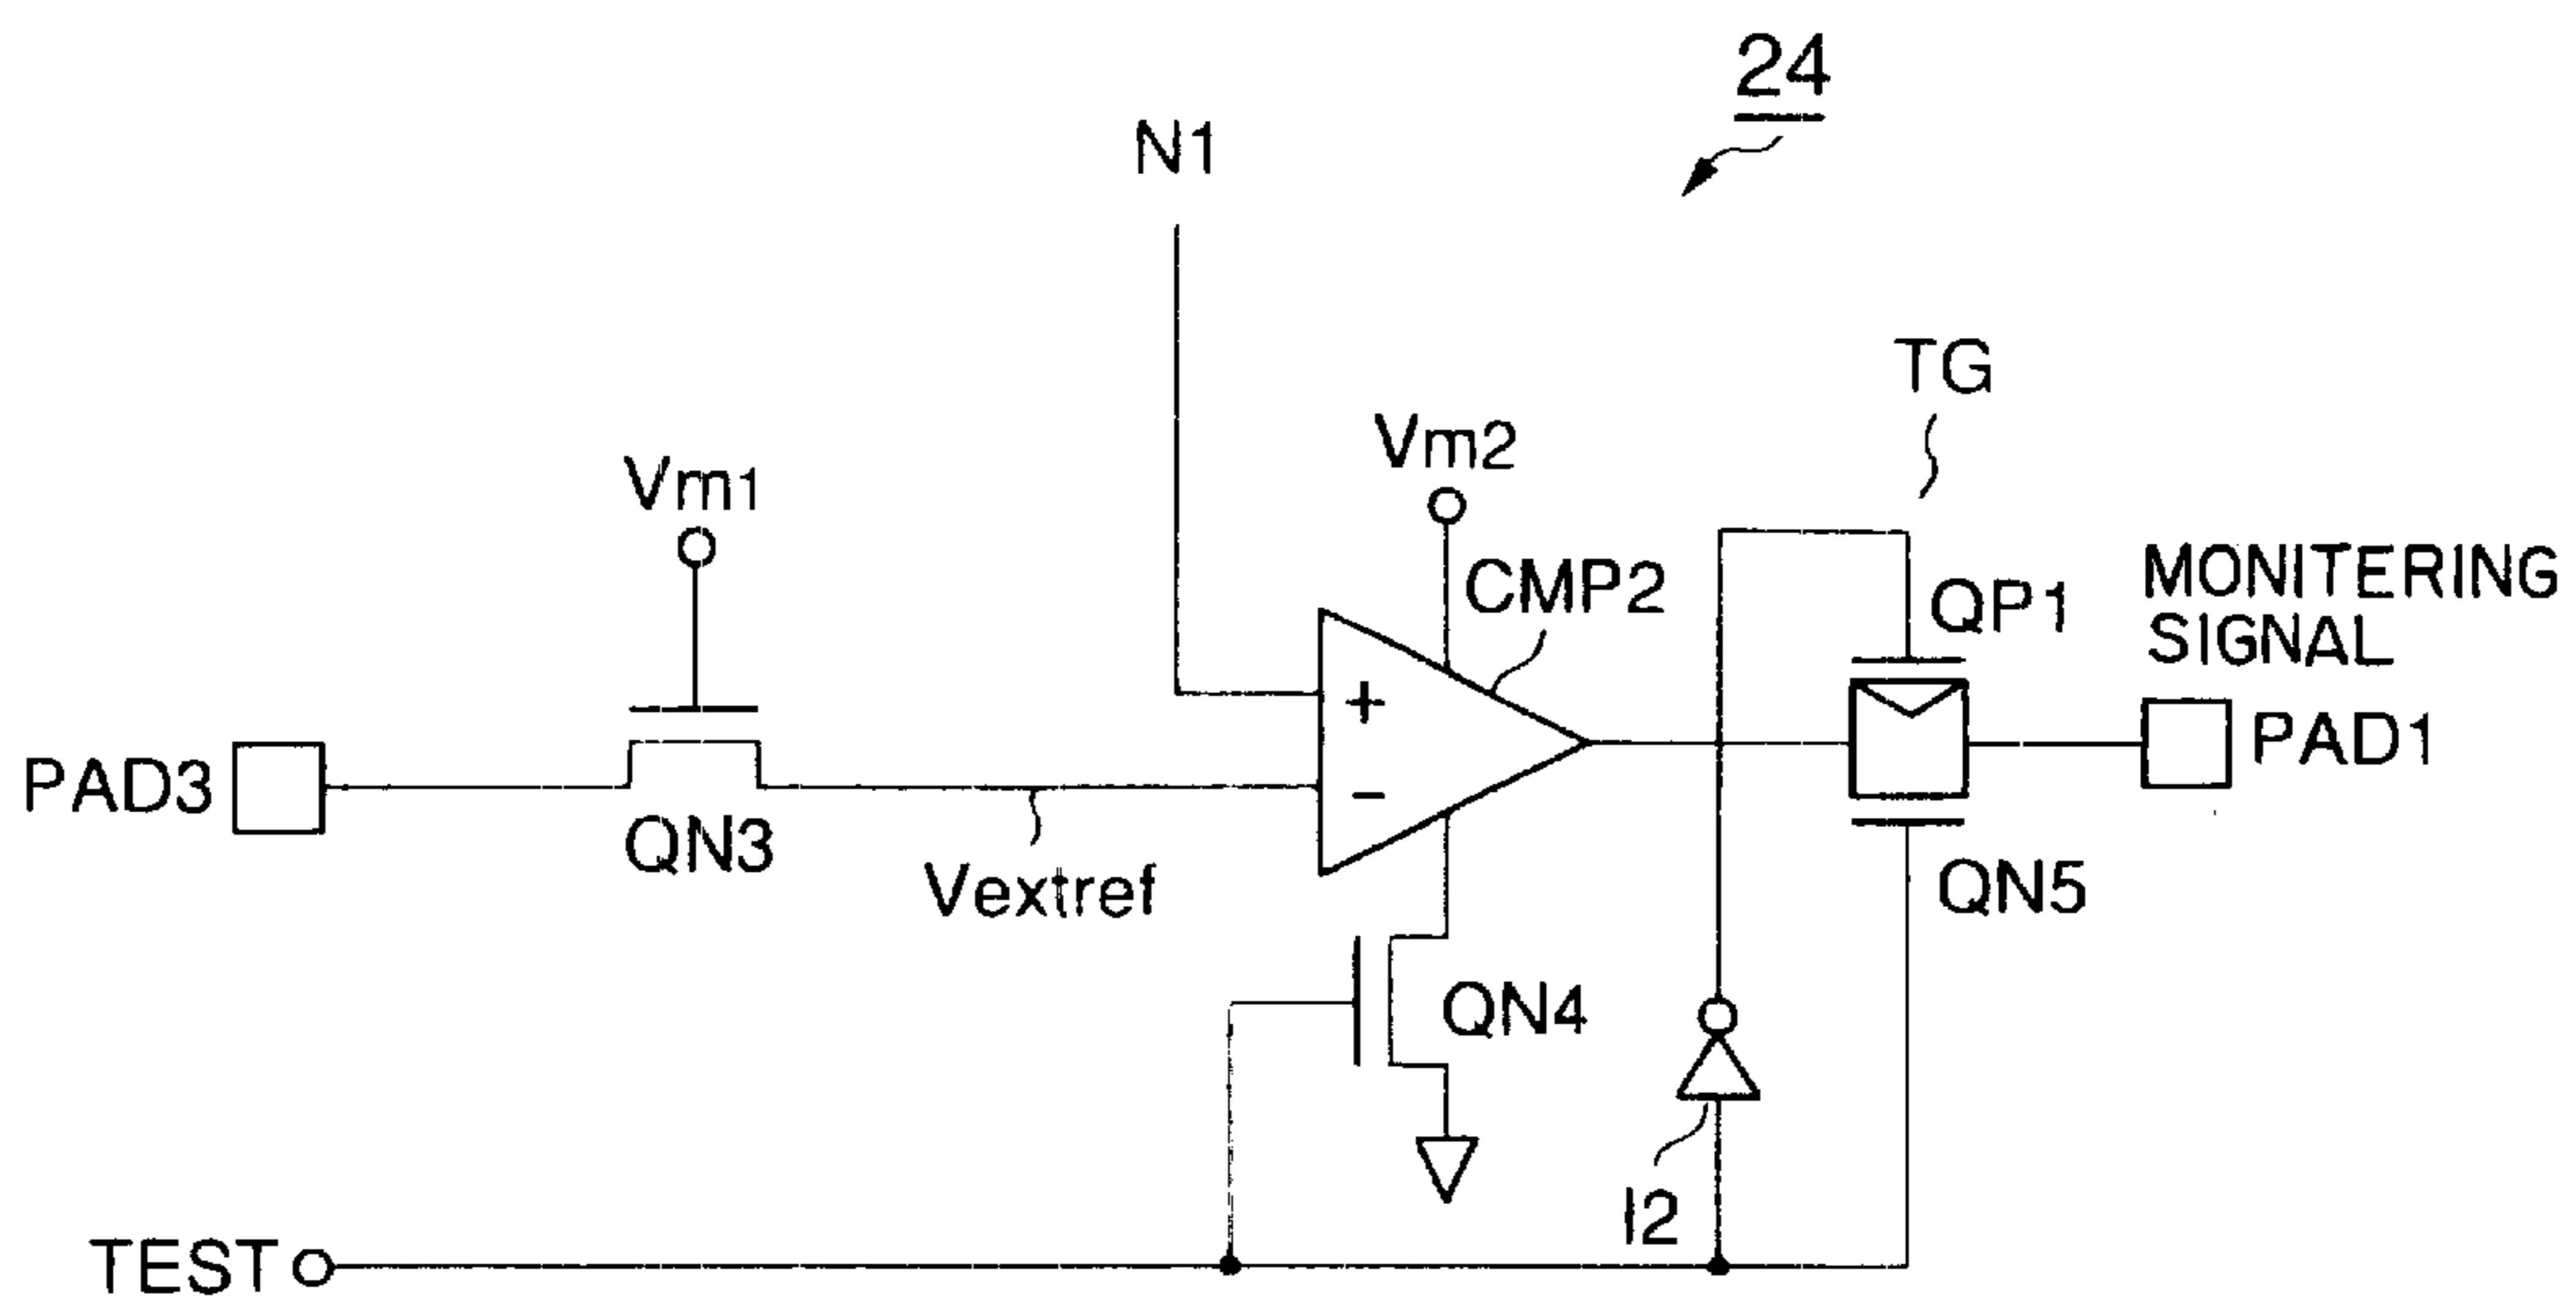 24
N1
TG
Vm2
Vm1
CMP2
QP1
MONITERING
SIGNAL
+
PAD3
PAD1
-
QN3
Vextref
QN5
QN4
I2
TEST